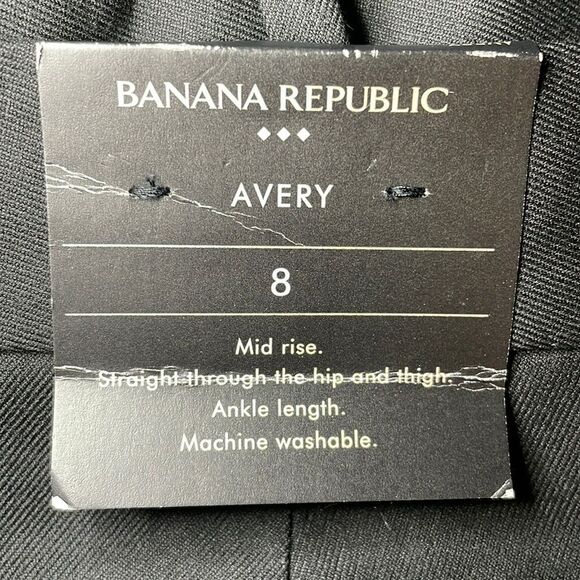 BANANA REPUBLIC
AVERY
8
Mid rise.
Straight through the hip and thigh.
Ankle length.
Machine washable.